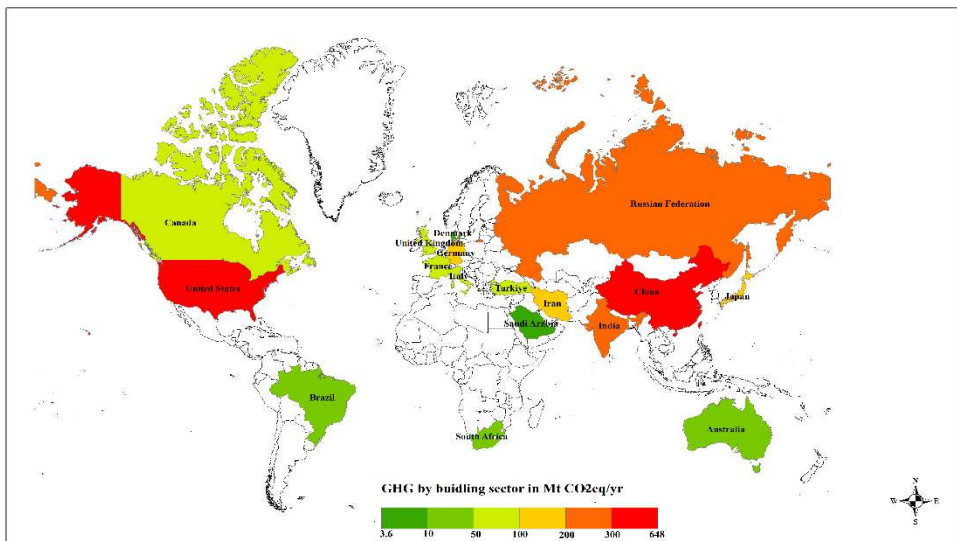 Canada
Russian Federation
Denmark
United Kingdom
Germany
France
Italy
United States
Turkiye
China
Japan
Iran
Saudi Arabia
India
Brazil
Australia
South Africa
GHG by buidling sector in Mt CO2eq/yr
3.6 10 50 100 200 300 648
N
W E
S